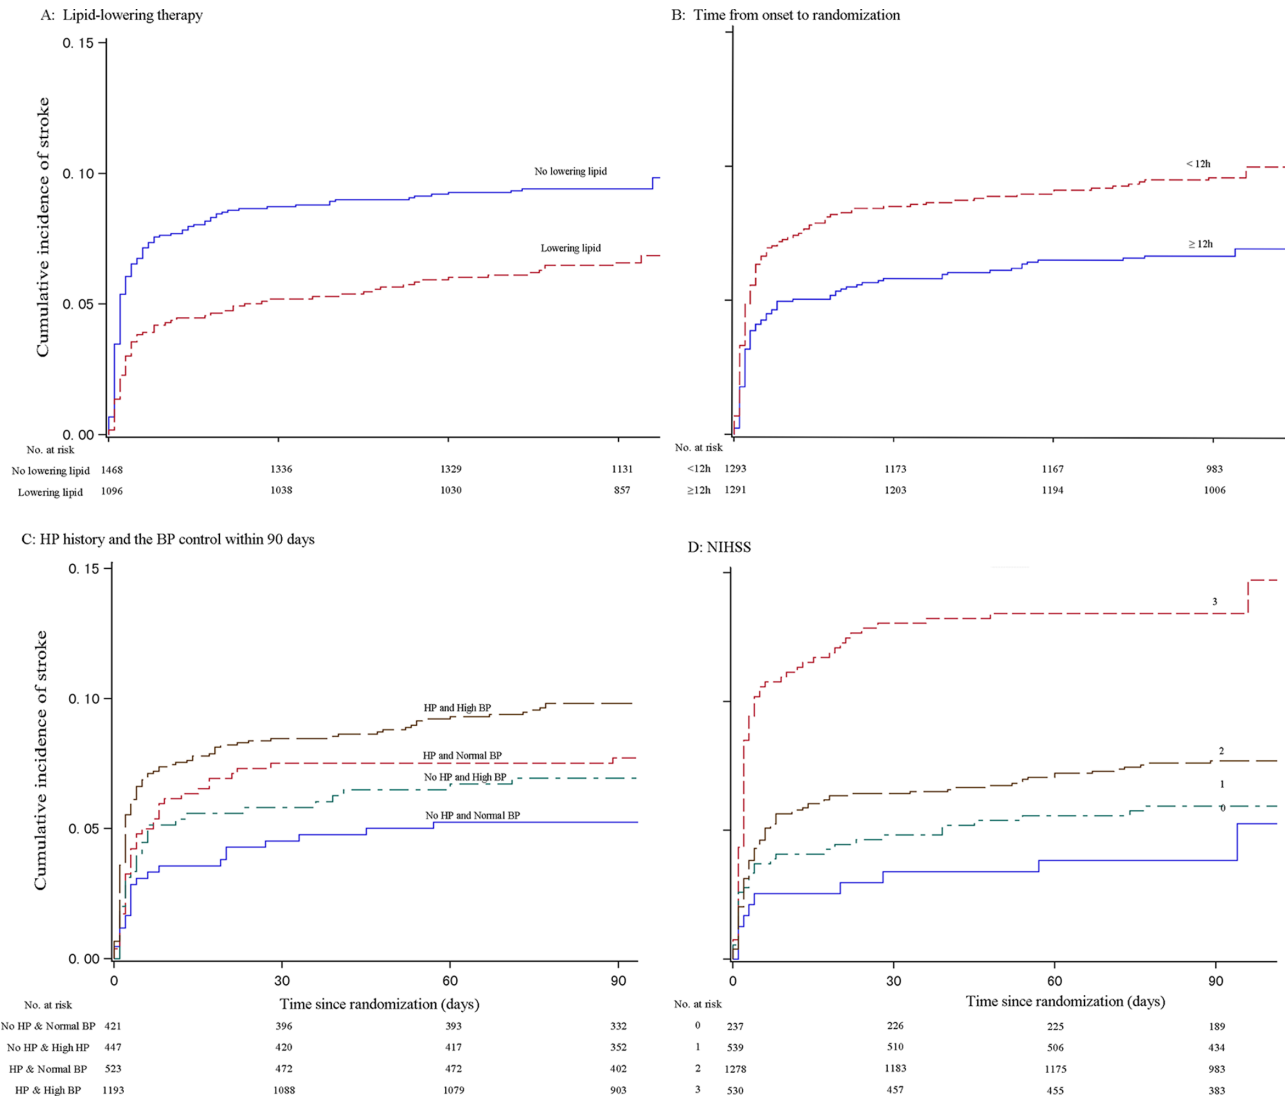 A: Lipid-lowering therapy
0. 15
0. 10
0. 05
0. 00
Cumulative incidence of stroke
No lowering lipid
Lowering lipid
No. at risk
No lowering lipid 1468 1336 1329 1131
Lowering lipid 1096 1038 1030 857
B: Time from onset to randomization
< 12h
≥ 12h
No. at risk
<12h 1293 1173 1167 983
≥12h 1291 1203 1194 1006
C: HP history and the BP control within 90 days
0. 15
0. 10
0. 05
0. 00
Cumulative incidence of stroke
HP and High BP
HP and Normal BP
No HP and High BP
No HP and Normal BP
0 30 60 90
Time since randomization (days)
No. at risk
No HP & Normal BP 421 396 393 332
No HP & High HP 447 420 417 352
HP & Normal BP 523 472 472 402
HP & High BP 1193 1088 1079 903
D: NIHSS
3
2
1
0
0 30 60 90
Time since randomization (days)
No. at risk
0 237 226 225 189
1 539 510 506 434
2 1278 1183 1175 983
3 530 457 455 383